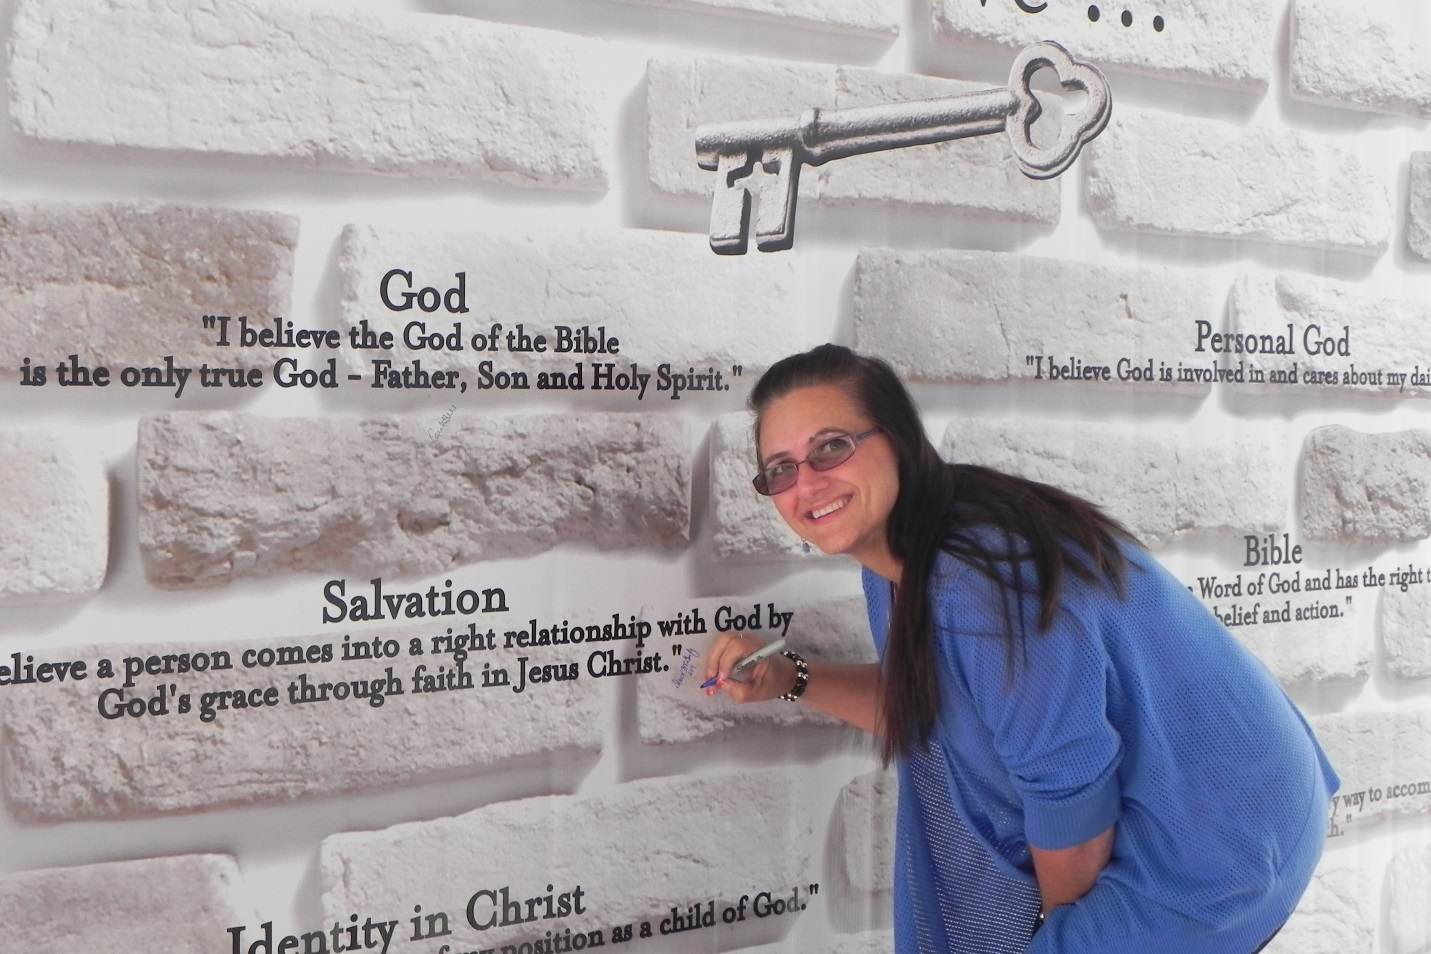 God
"I believe the God of the Bible
is the only true God – Father, Son and Holy Spirit."
Personal God
"I believe God is involved in and cares about my dai
Salvation
elieve a person comes into a right relationship with God by
God's grace through faith in Jesus Christ."
Bible
Word of God and has the right t
belief and action."
y way to accom
h."
Identity in Christ
my position as a child of God."